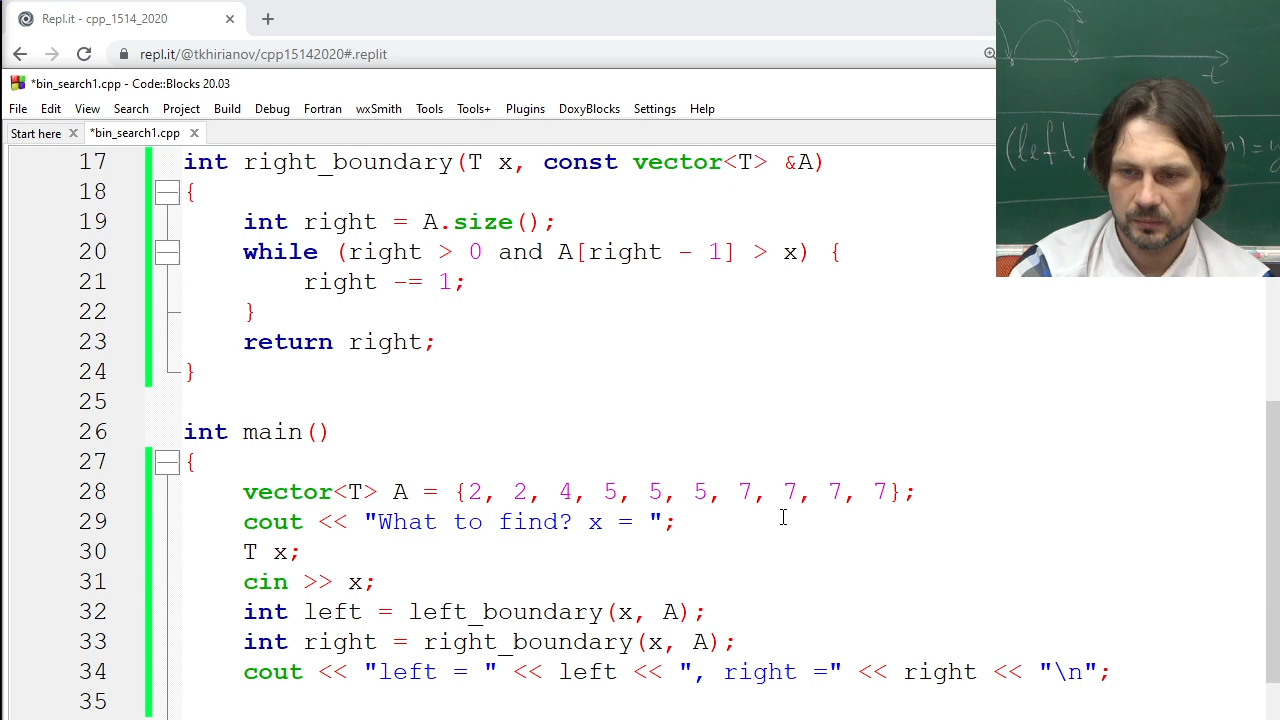 Repl.it - cpp_1514_2020
repl.it/@tkhirianov/cpp15142020#.replit
*bin_search1.cpp - Code::Blocks 20.03
File Edit View Search Project Build Debug Fortran wxSmith Tools Tools+ Plugins DoxyBlocks Settings Help
Start here *bin_search1.cpp
17 int right_boundary(T x, const vector<T> &A)
18 {
19 int right = A.size();
20 while (right > 0 and A[right - 1] > x) {
21 right -= 1;
22 }
23 return right;
24 }
25
26 int main()
27 {
28 vector<T> A = {2, 2, 4, 5, 5, 5, 7, 7, 7, 7};
29 cout << "What to find? x = ";
30 T x;
31 cin >> x;
32 int left = left_boundary(x, A);
33 int right = right_boundary(x, A);
34 cout << "left = " << left << ", right =" << right << "\n";
35
t
(left,